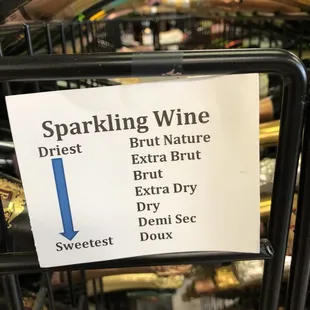 Sparkling Wine
Driest
Brut Nature
Extra Brut
Brut
Extra Dry
Dry
Demi Sec
Sweetest
Doux